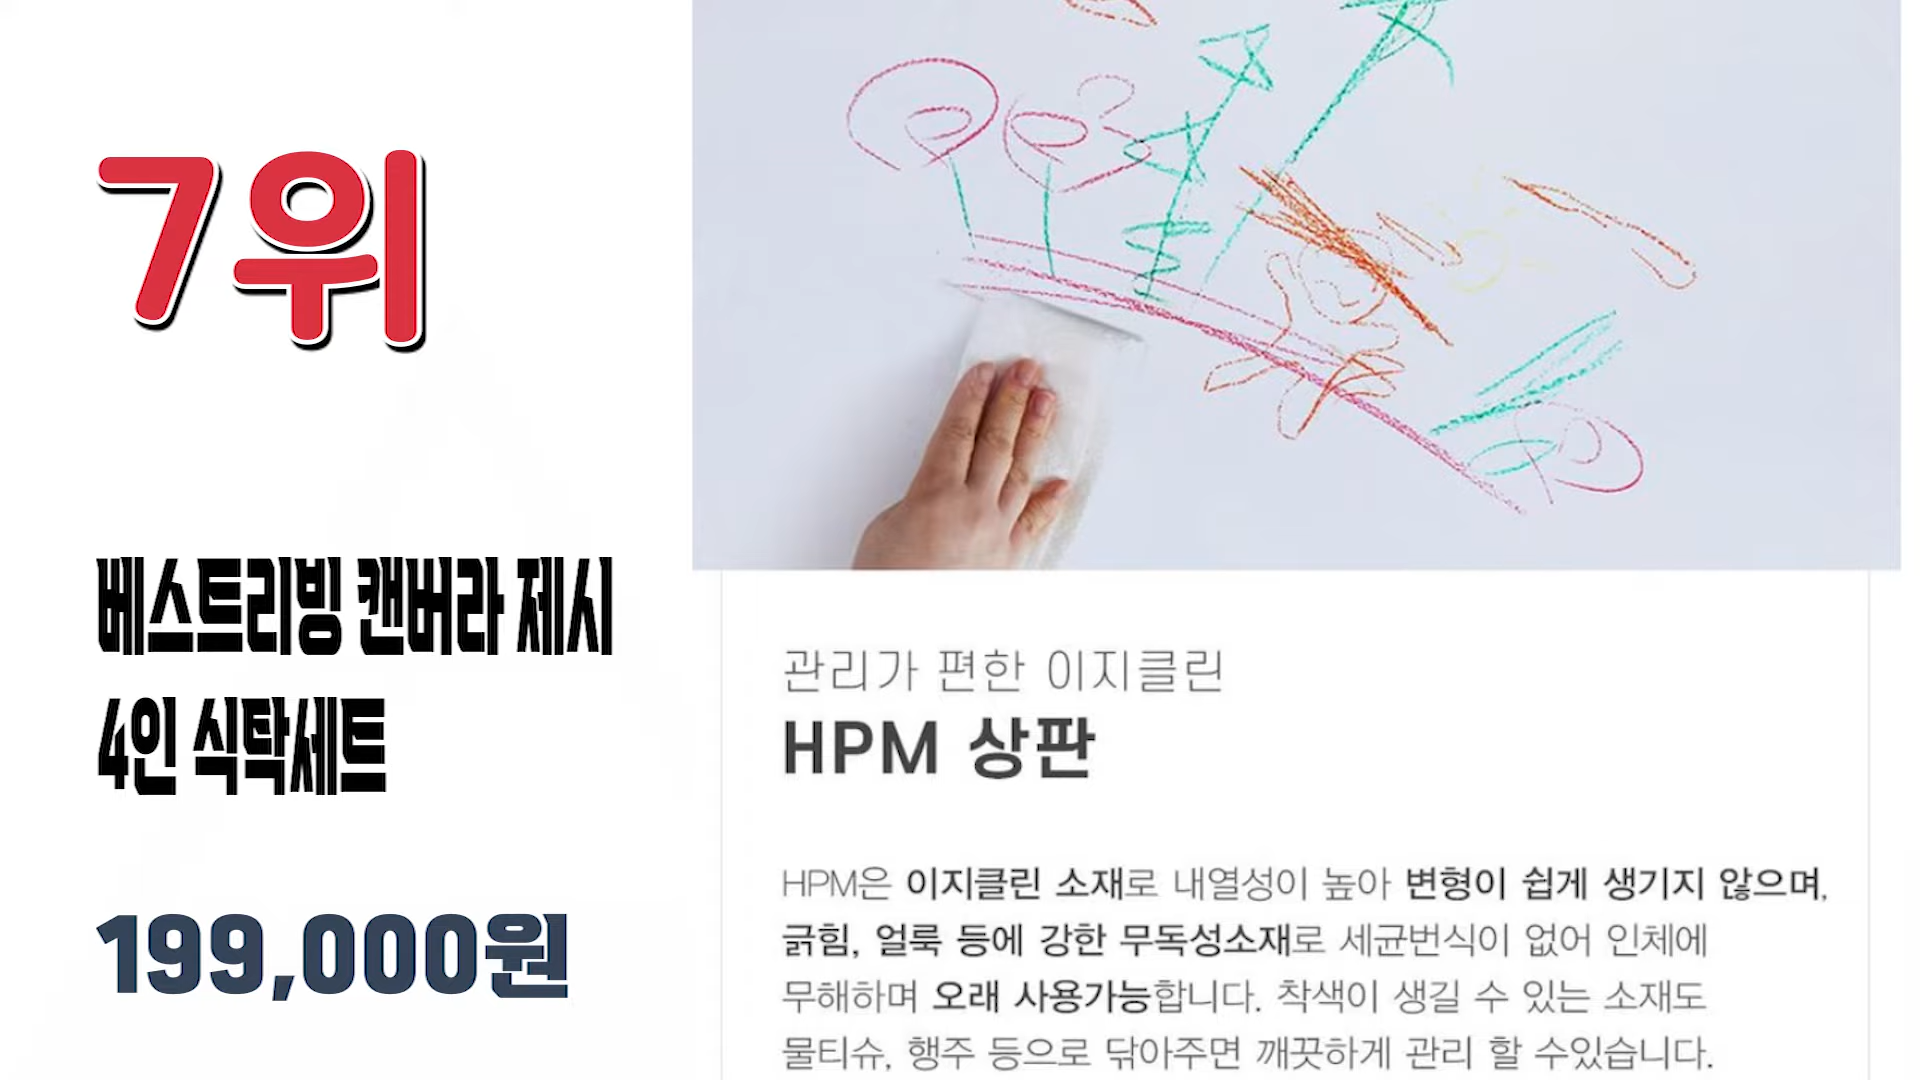 7위
베스트리빙 캔버라 제시
4인 식탁세트
199,000원
관리가 편한 이지클린
HPM 상판
HPM은 이지클린 소재로 내열성이 높아 변형이 쉽게 생기지 않으며,
긁힘, 얼룩 등에 강한 무독성소재로 세균번식이 없어 인체에
무해하며 오래 사용가능합니다. 착색이 생길 수 있는 소재도
물티슈, 행주 등으로 닦아주면 깨끗하게 관리 할 수있습니다.